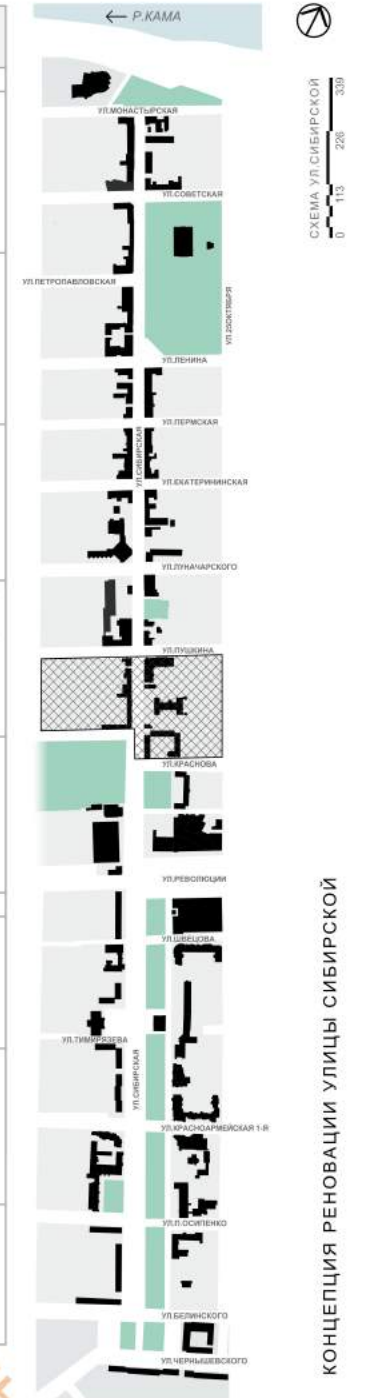 ← Р.КАМА
УЛ.МОНАСТЫРСКАЯ
УЛ.СОВЕТСКАЯ
УЛ.ПЕТРОПАВЛОВСКАЯ
УЛ.25ОКТЯБРЯ
УЛ.ЛЕНИНА
УЛ.ПЕРМСКАЯ
УЛ.СИБИРСКАЯ
УЛ.ЕКАТЕРИНИНСКАЯ
УЛ.ЛУНАЧАРСКОГО
УЛ.ПУШКИНА
УЛ.КРАСНОВА
УЛ.РЕВОЛЮЦИИ
УЛ.ШВЕЦОВА
УЛ.ТИМИРЯЗЕВА
УЛ.СИБИРСКАЯ
УЛ.КРАСНОАРМЕЙСКАЯ 1-Я
УЛ.П.ОСИПЕНКО
УЛ.БЕЛИНСКОГО
УЛ.ЧЕРНЫШЕВСКОГО
СХЕМА УЛ.СИБИРСКОЙ
0 113 226 339
КОНЦЕПЦИЯ РЕНОВАЦИИ УЛИЦЫ СИБИРСКОЙ